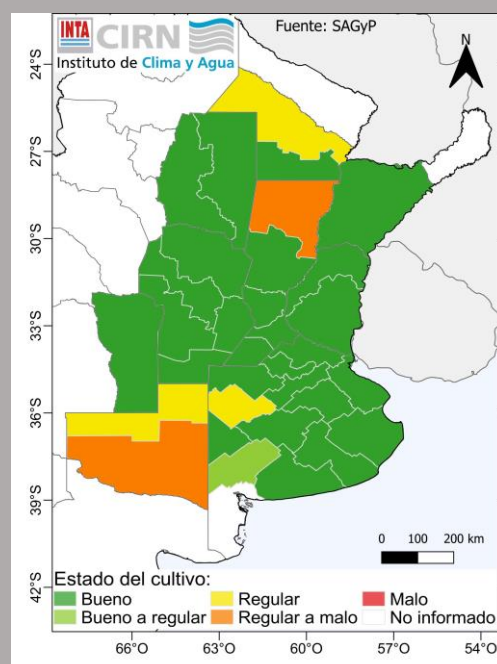 INTA CIRN
Instituto de Clima y Agua
Fuente: SAGyP
N
24°S
27°S
30°S
33°S
36°S
39°S
42°S
0 100 200 km
Estado del cultivo:
Bueno Regular Malo
Bueno a regular Regular a malo No informado
66°O 63°O 60°O 57°O 54°O